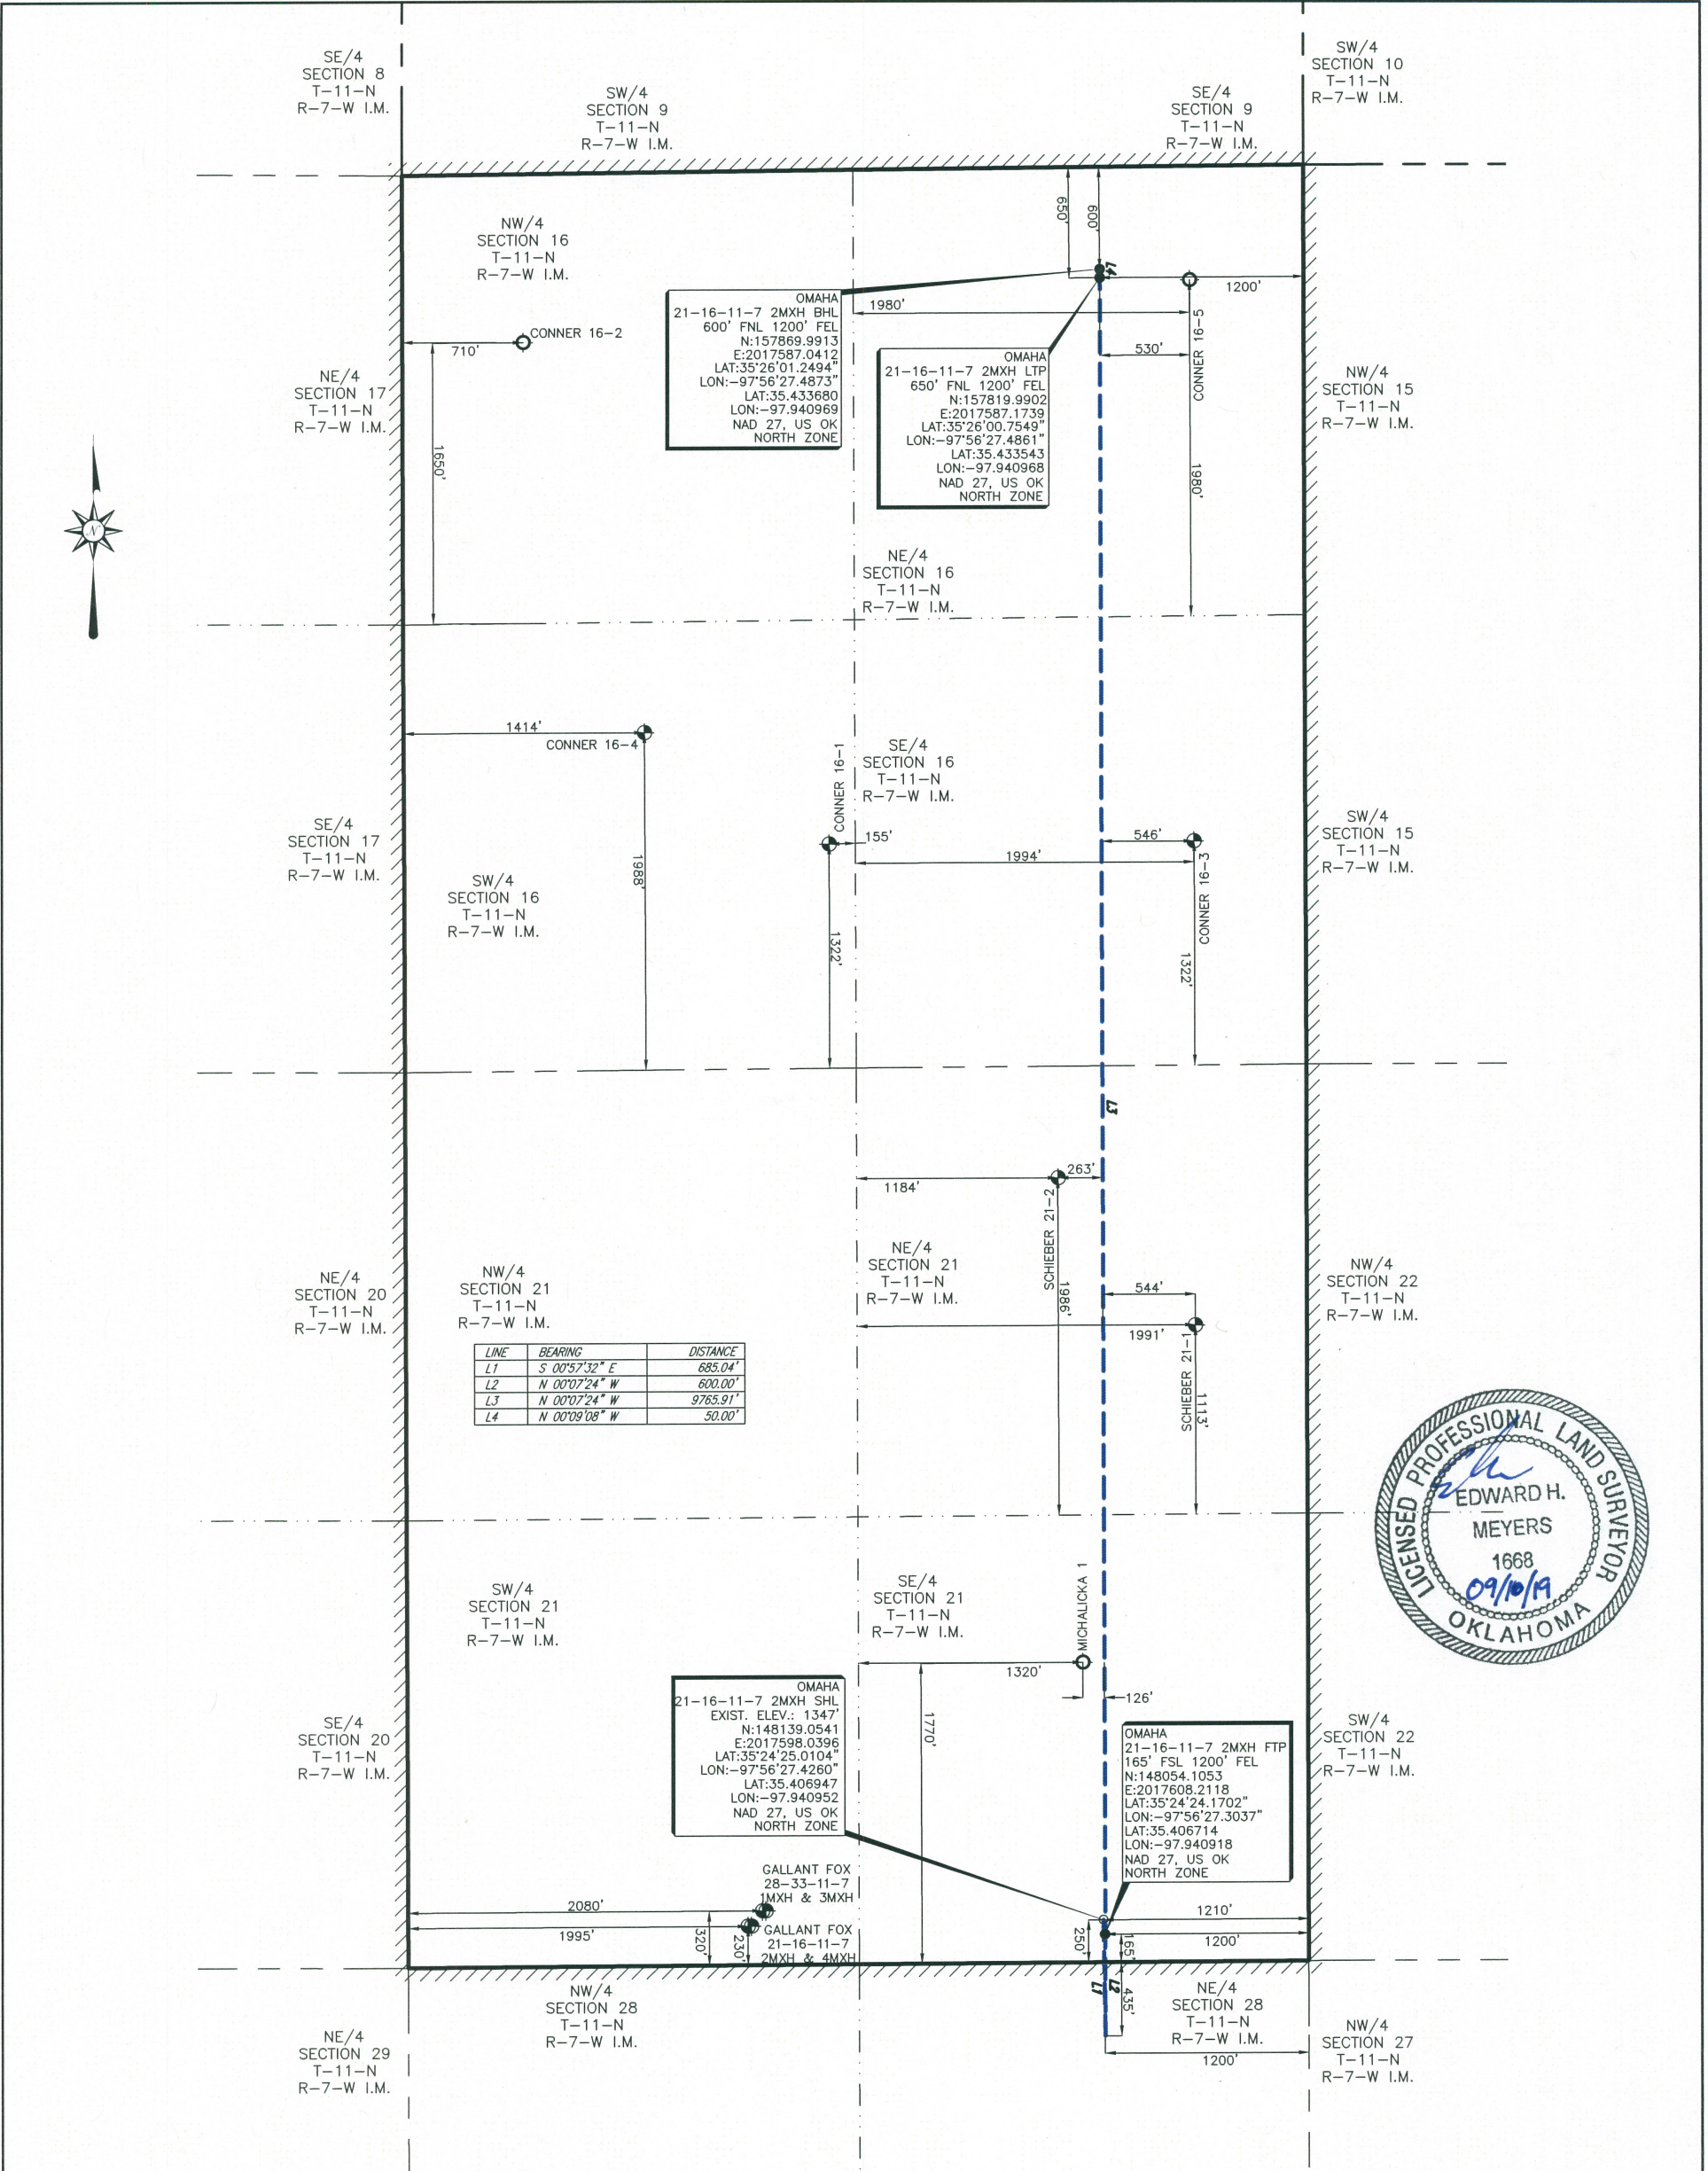 SE/4
SECTION 8
T-11-N
R-7-W I.M.
SW/4
SECTION 9
T-11-N
R-7-W I.M.
SE/4
SECTION 9
T-11-N
R-7-W I.M.
SW/4
SECTION 10
T-11-N
R-7-W I.M.
NW/4
SECTION 16
T-11-N
R-7-W I.M.
650'
600'
L4
1200'
1980'
530'
CONNER 16-5
1980'
OMAHA
21-16-11-7 2MXH BHL
600' FNL 1200' FEL
N:157869.9913
E:2017587.0412
LAT:35°26'01.2494"
LON:-97°56'27.4873"
LAT:35.433680
LON:-97.940969
NAD 27, US OK
NORTH ZONE
OMAHA
21-16-11-7 2MXH LTP
650' FNL 1200' FEL
N:157819.9902
E:2017587.1739
LAT:35°26'00.7549"
LON:-97°56'27.4861"
LAT:35.433543
LON:-97.940968
NAD 27, US OK
NORTH ZONE
CONNER 16-2
710'
1650'
NE/4
SECTION 17
T-11-N
R-7-W I.M.
NW/4
SECTION 15
T-11-N
R-7-W I.M.
N
NE/4
SECTION 16
T-11-N
R-7-W I.M.
1414'
CONNER 16-4
1988'
CONNER 16-1
155'
1322'
SE/4
SECTION 16
T-11-N
R-7-W I.M.
546'
1994'
CONNER 16-3
1322'
SE/4
SECTION 17
T-11-N
R-7-W I.M.
SW/4
SECTION 16
T-11-N
R-7-W I.M.
SW/4
SECTION 15
T-11-N
R-7-W I.M.
L3
263'
1184'
SCHIEBER 21-2
1986'
NE/4
SECTION 21
T-11-N
R-7-W I.M.
544'
1991'
SCHIEBER 21-1
1113'
NE/4
SECTION 20
T-11-N
R-7-W I.M.
NW/4
SECTION 21
T-11-N
R-7-W I.M.
NW/4
SECTION 22
T-11-N
R-7-W I.M.
LINE BEARING DISTANCE
L1 S 00°57'32" E 685.04'
L2 N 00°07'24" W 600.00'
L3 N 00°07'24" W 9765.91'
L4 N 00°09'08" W 50.00'
LICENSED PROFESSIONAL LAND SURVEYOR
EDWARD H.
MEYERS
1668
09/10/19
OKLAHOMA
SW/4
SECTION 21
T-11-N
R-7-W I.M.
SE/4
SECTION 21
T-11-N
R-7-W I.M.
MICHALICKA 1
1320'
126'
1770'
SE/4
SECTION 20
T-11-N
R-7-W I.M.
SW/4
SECTION 22
T-11-N
R-7-W I.M.
OMAHA
21-16-11-7 2MXH SHL
EXIST. ELEV.: 1347'
N:148139.0541
E:2017598.0396
LAT:35°24'25.0104"
LON:-97°56'27.4260"
LAT:35.406947
LON:-97.940952
NAD 27, US OK
NORTH ZONE
OMAHA
21-16-11-7 2MXH FTP
165' FSL 1200' FEL
N:148054.1053
E:2017608.2118
LAT:35°24'24.1702"
LON:-97°56'27.3037"
LAT:35.406714
LON:-97.940918
NAD 27, US OK
NORTH ZONE
GALLANT FOX
28-33-11-7
1MXH & 3MXH
2080'
1995'
320'
230'
GALLANT FOX
21-16-11-7
2MXH & 4MXH
1210'
1200'
250'
165'
L1
L2
435'
1200'
NW/4
SECTION 28
T-11-N
R-7-W I.M.
NE/4
SECTION 28
T-11-N
R-7-W I.M.
NE/4
SECTION 29
T-11-N
R-7-W I.M.
NW/4
SECTION 27
T-11-N
R-7-W I.M.